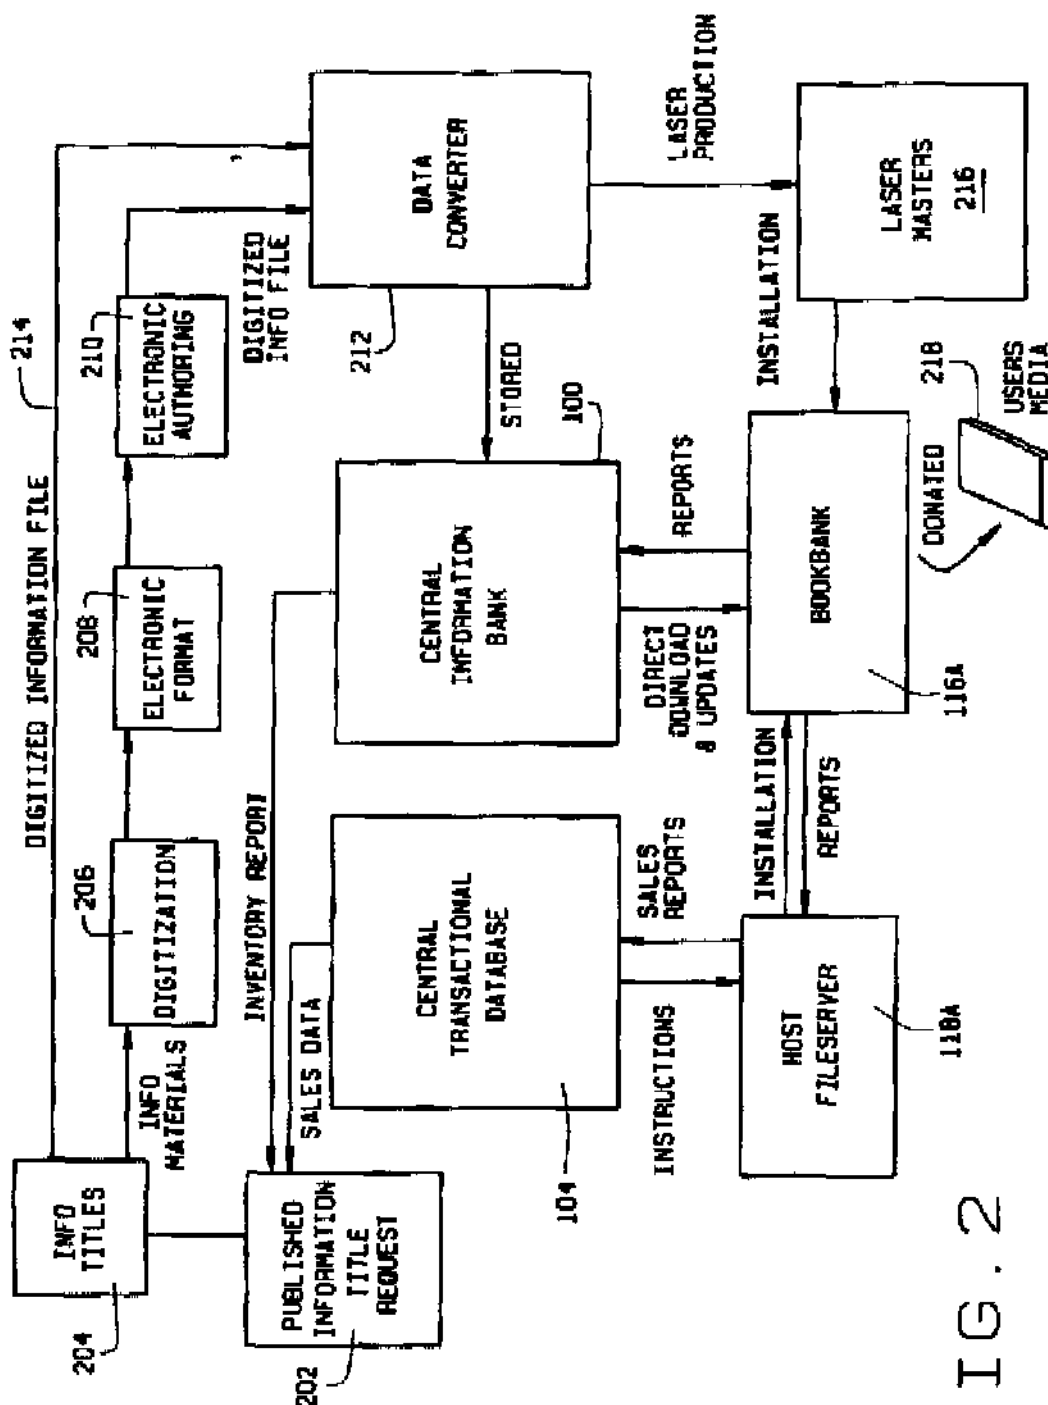 214
DIGITIZED INFORMATION FILE
204
INFO
TITLES
INFO
MATERIALS
206
DIGITIZATION
208
ELECTRONIC
FORMAT
210
ELECTRONIC
AUTHORING
DIGITIZED
INFO FILE
202
PUBLISHED
INFORMATION
TITLE
REQUEST
INVENTORY REPORT
SALES DATA
212
DATA
CONVERTER
STORED
LASER
PRODUCTION
104
CENTRAL
TRANSACTIONAL
DATABASE
100
CENTRAL
INFORMATION
BANK
INSTRUCTIONS
SALES
REPORTS
DIRECT
DOWNLOAD
& UPDATES
REPORTS
INSTALLATION
LASER
MASTERS
216
HOST
FILESERVER
118A
INSTALLATION
REPORTS
BOOKBANK
116A
DONATED
218
USERS
MEDIA
IG. 2